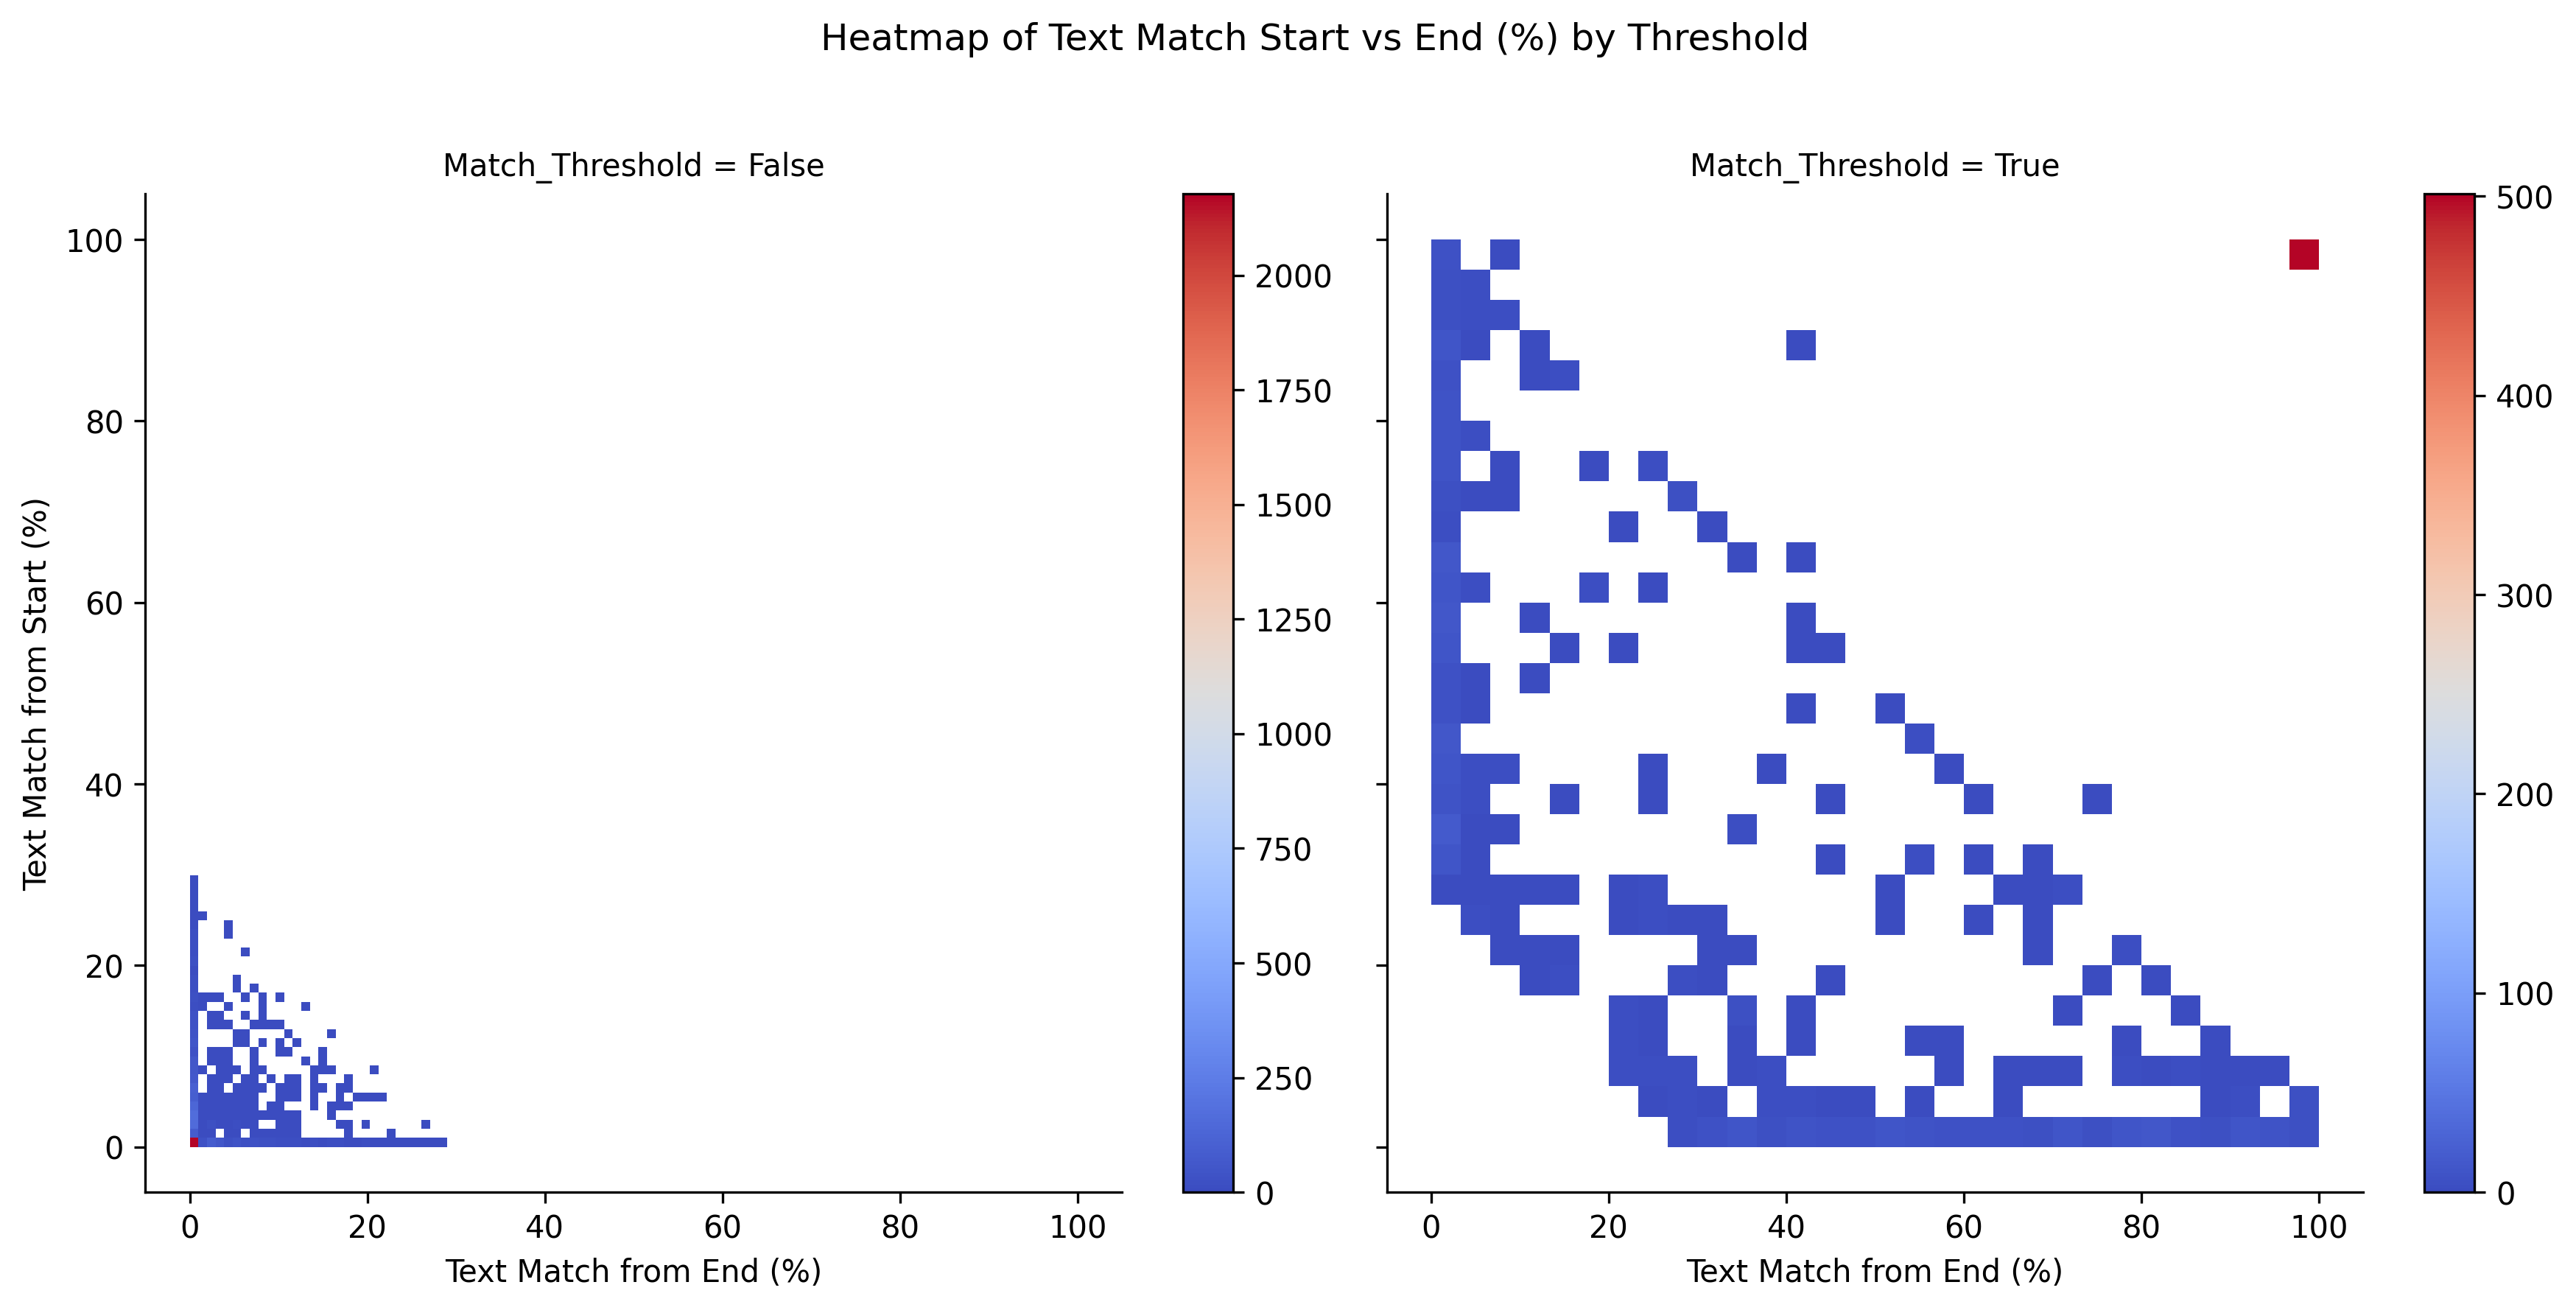 Heatmap of Text Match Start vs End (%) by Threshold
Match_Threshold = False
Text Match from Start (%)
100
80
60
40
20
0
0 20 40 60 80 100
Text Match from End (%)
2000
1750
1500
1250
1000
750
500
250
0
Match_Threshold = True
0 20 40 60 80 100
Text Match from End (%)
500
400
300
200
100
0